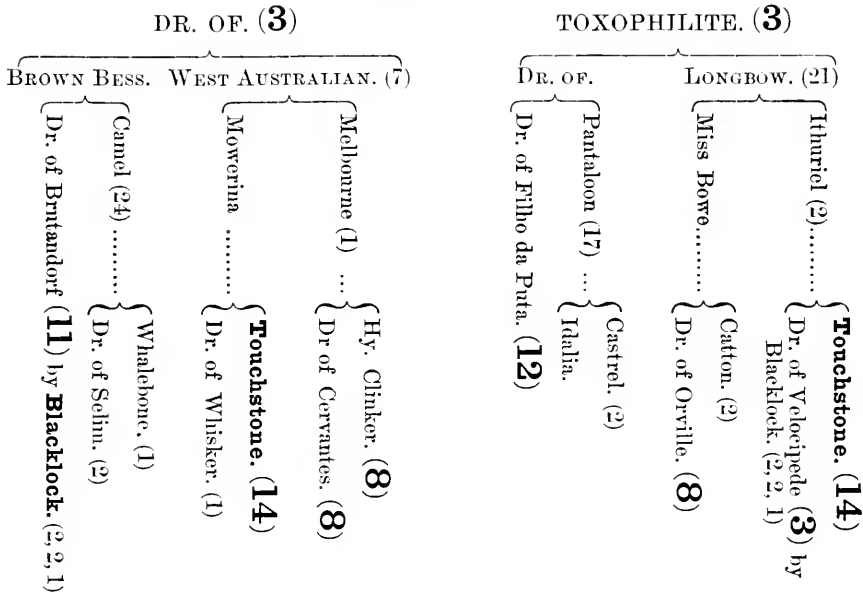 DR. OF. (3)
TOXOPHILITE. (3)
BROWN BESS. WEST AUSTRALIAN. (7)
DR. OF. LONGBOW. (21)
Dr. of Brutandorf (11) by Blacklock. (2, 2, 1)
Camel (24) ..........
Dr. of Selim. (2)
Whalebone. (1)
Mowerina .........
Dr. of Whisker. (1)
Touchstone. (14)
Melbourne (1) ...
Dr of Cervantes. (8)
Hy. Clinker. (8)
Dr. of Filho da Puta. (12)
Pantaloon (17) ...
Idalia.
Castrel. (2)
Miss Bowe........
Dr. of Orville. (8)
Catton. (2)
Ithuriel (2)..........
Dr. of Velocipede (3) by
Blacklock. (2, 2, 1)
Touchstone. (14)